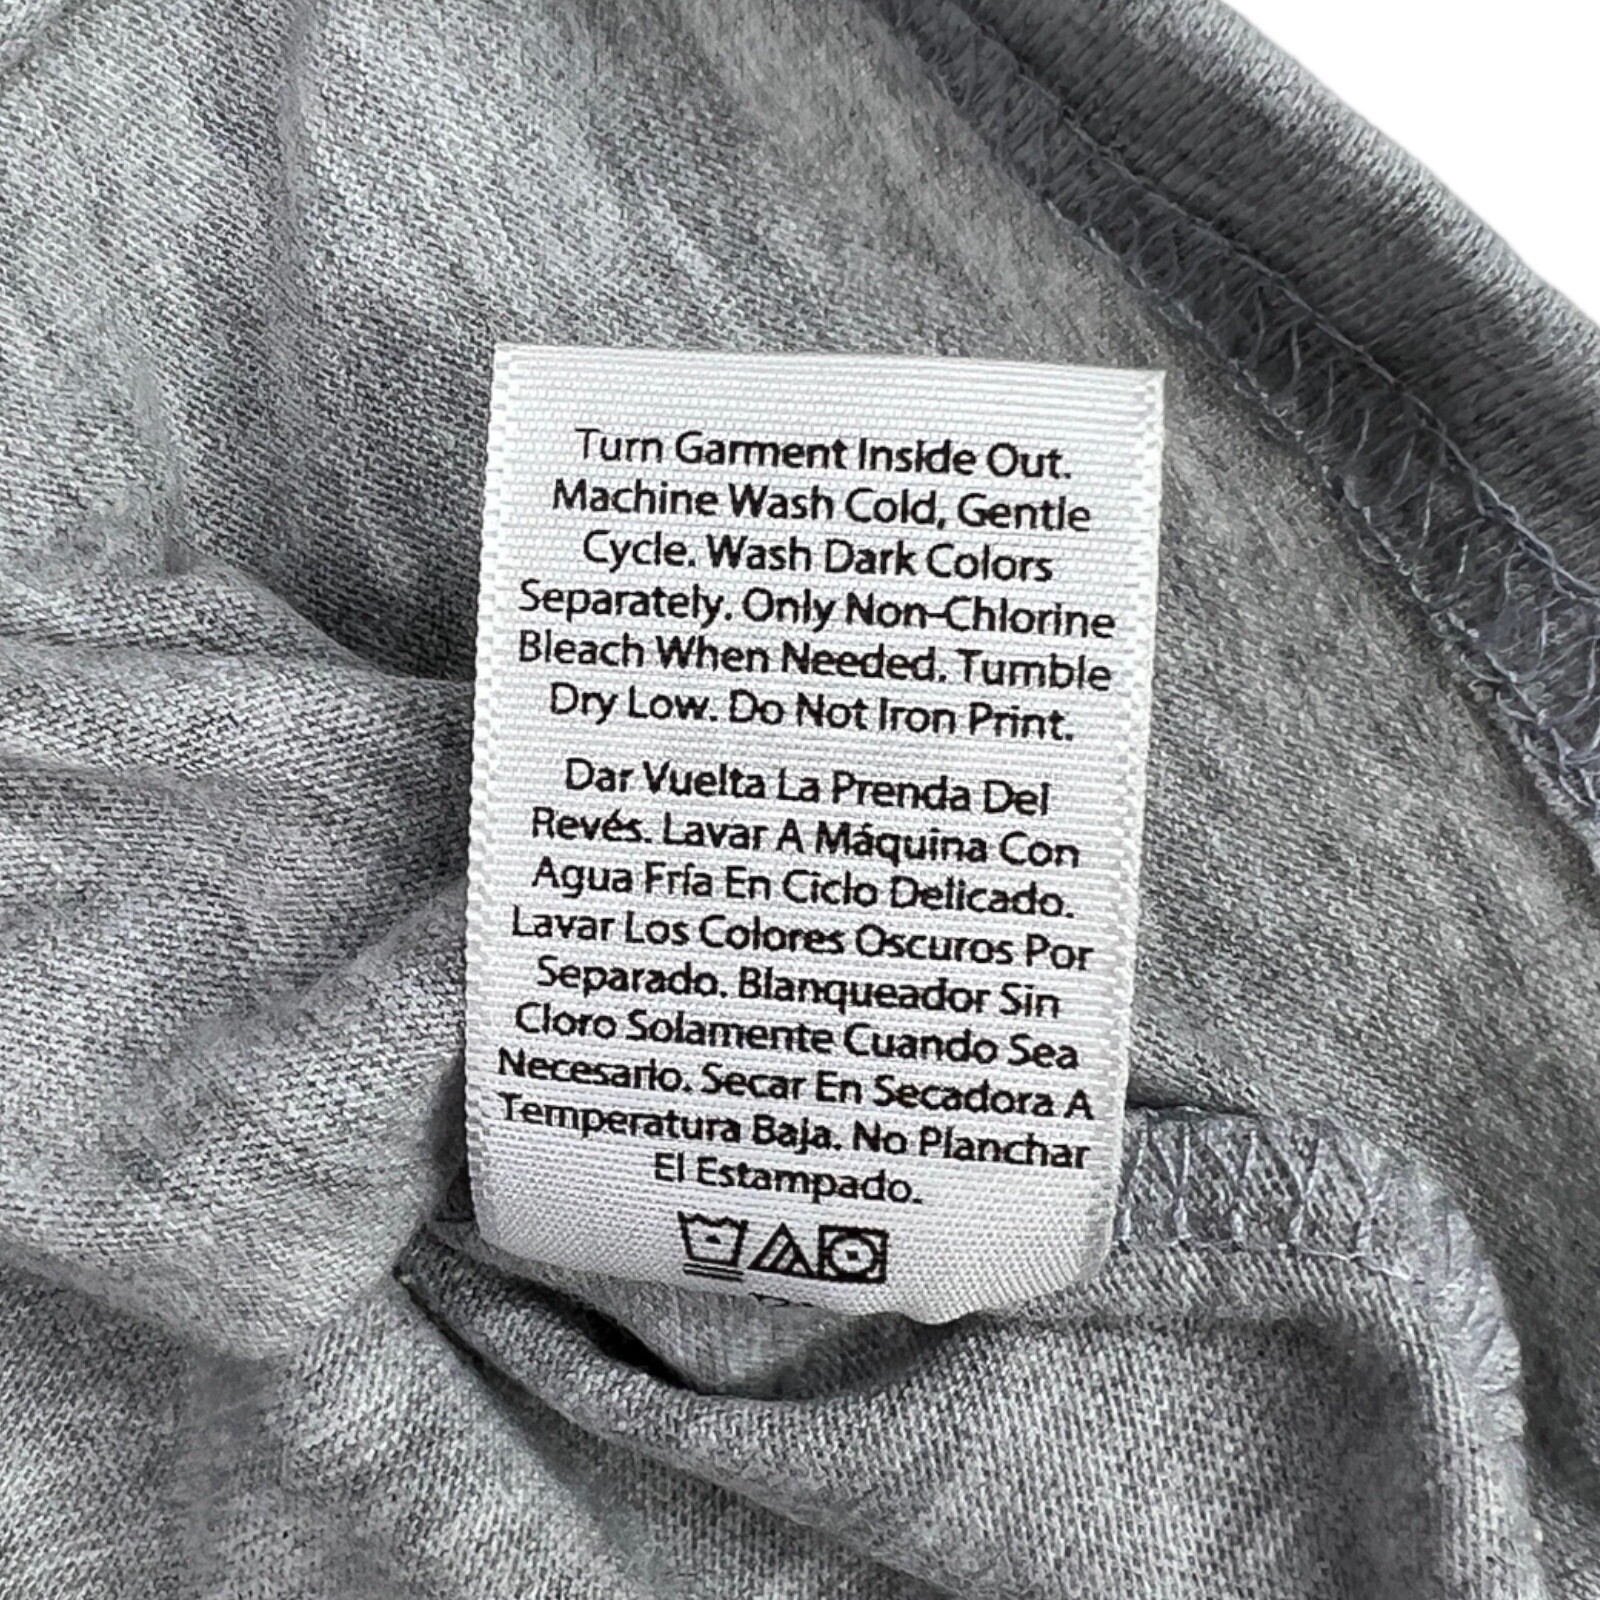 Turn Garment Inside Out.
Machine Wash Cold, Gentle
Cycle. Wash Dark Colors
Separately. Only Non-Chlorine
Bleach When Needed. Tumble
Dry Low. Do Not Iron Print.
Dar Vuelta La Prenda Del
Revés. Lavar A Máquina Con
Agua Fría En Ciclo Delicado.
Lavar Los Colores Oscuros Por
Separado. Blanqueador Sin
Cloro Solamente Cuando Sea
Necesario. Secar En Secadora A
Temperatura Baja. No Planchar
El Estampado.